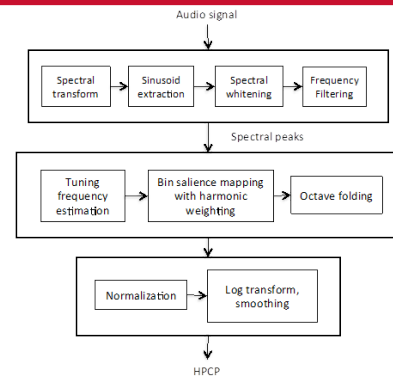 Audio signal
Spectral
transform
Sinusoid
extraction
Spectral
whitening
Frequency
Filtering
Spectral peaks
Tuning
frequency
estimation
Bin salience mapping
with harmonic
weighting
Octave folding
Normalization
Log transform,
smoothing
HPCP